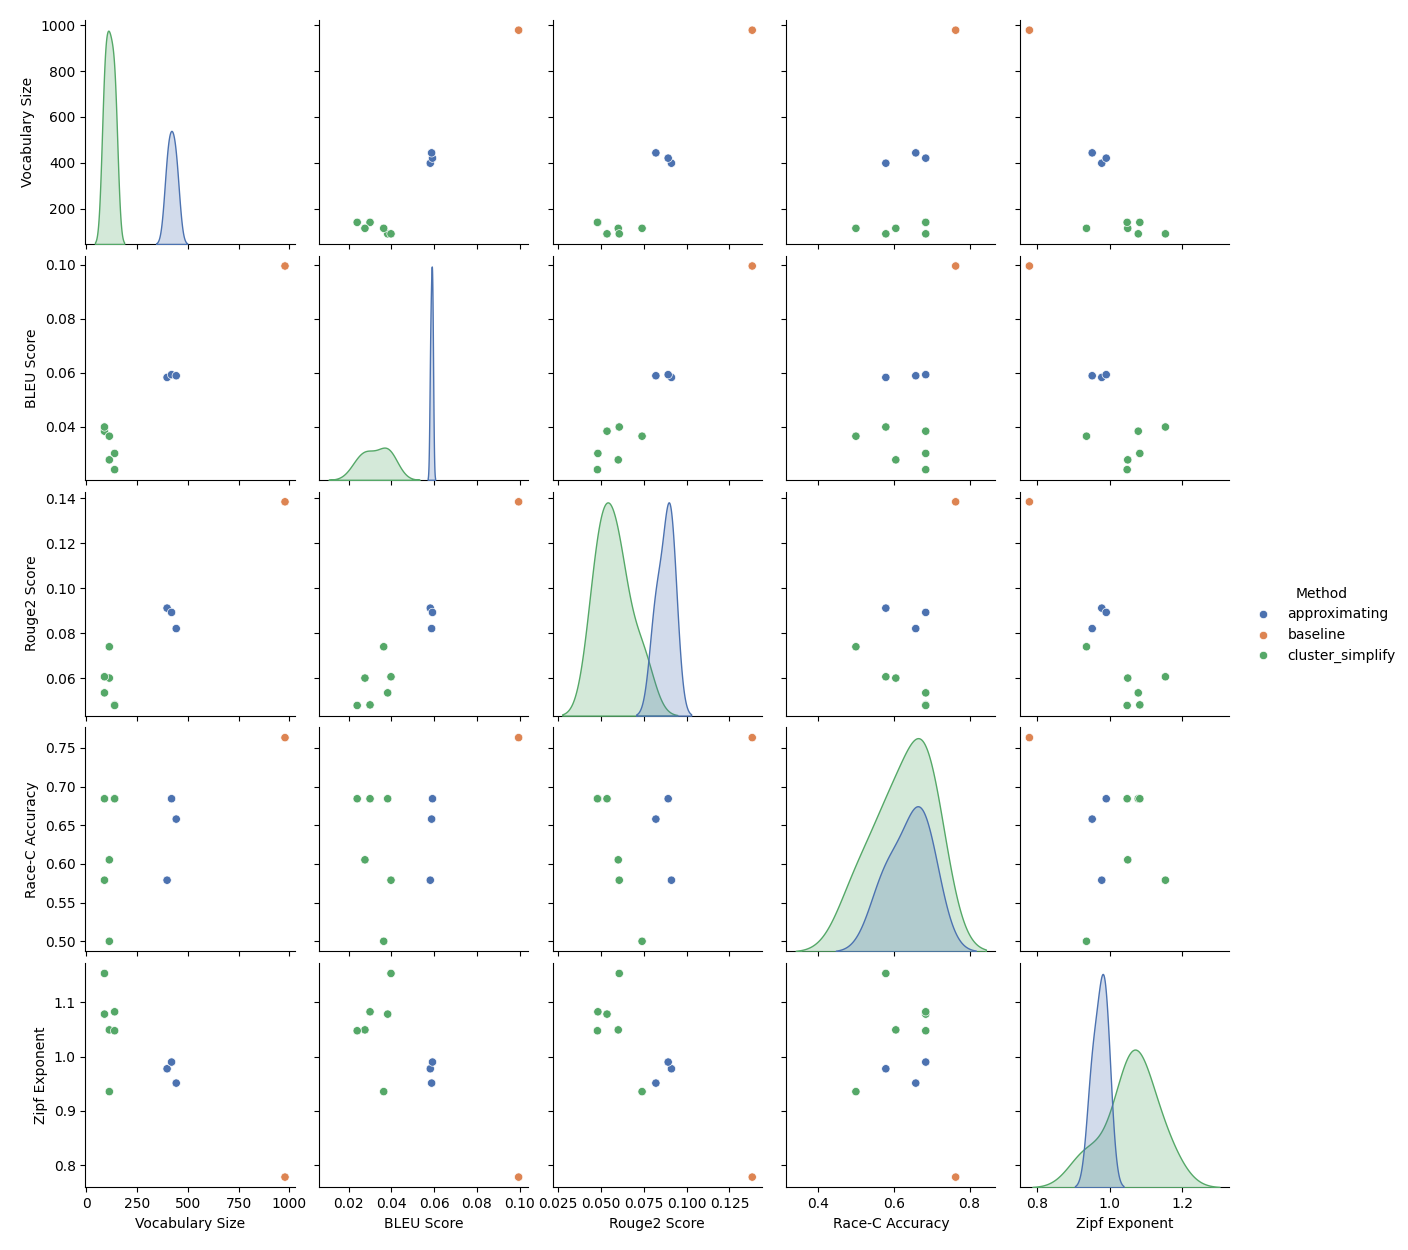 1000
800
600
400
200
Vocabulary Size
0.10
0.08
0.06
0.04
BLEU Score
0.14
0.12
0.10
0.08
0.06
Rouge2 Score
Method
approximating
baseline
cluster_simplify
0.75
0.70
0.65
0.60
0.55
0.50
Race-C Accuracy
1.1
1.0
0.9
0.8
Zipf Exponent
0 250 500 750 1000
Vocabulary Size
0.02 0.04 0.06 0.08 0.10
BLEU Score
0.025 0.050 0.075 0.100 0.125
Rouge2 Score
0.4 0.6 0.8
Race-C Accuracy
0.8 1.0 1.2
Zipf Exponent